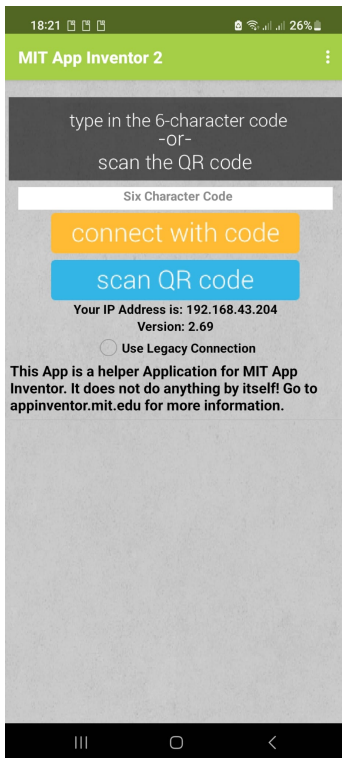 18:21 26%
MIT App Inventor 2
type in the 6-character code
-or-
scan the QR code
Six Character Code
connect with code
scan QR code
Your IP Address is: 192.168.43.204
Version: 2.69
Use Legacy Connection
This App is a helper Application for MIT App
Inventor. It does not do anything by itself! Go to
appinventor.mit.edu for more information.